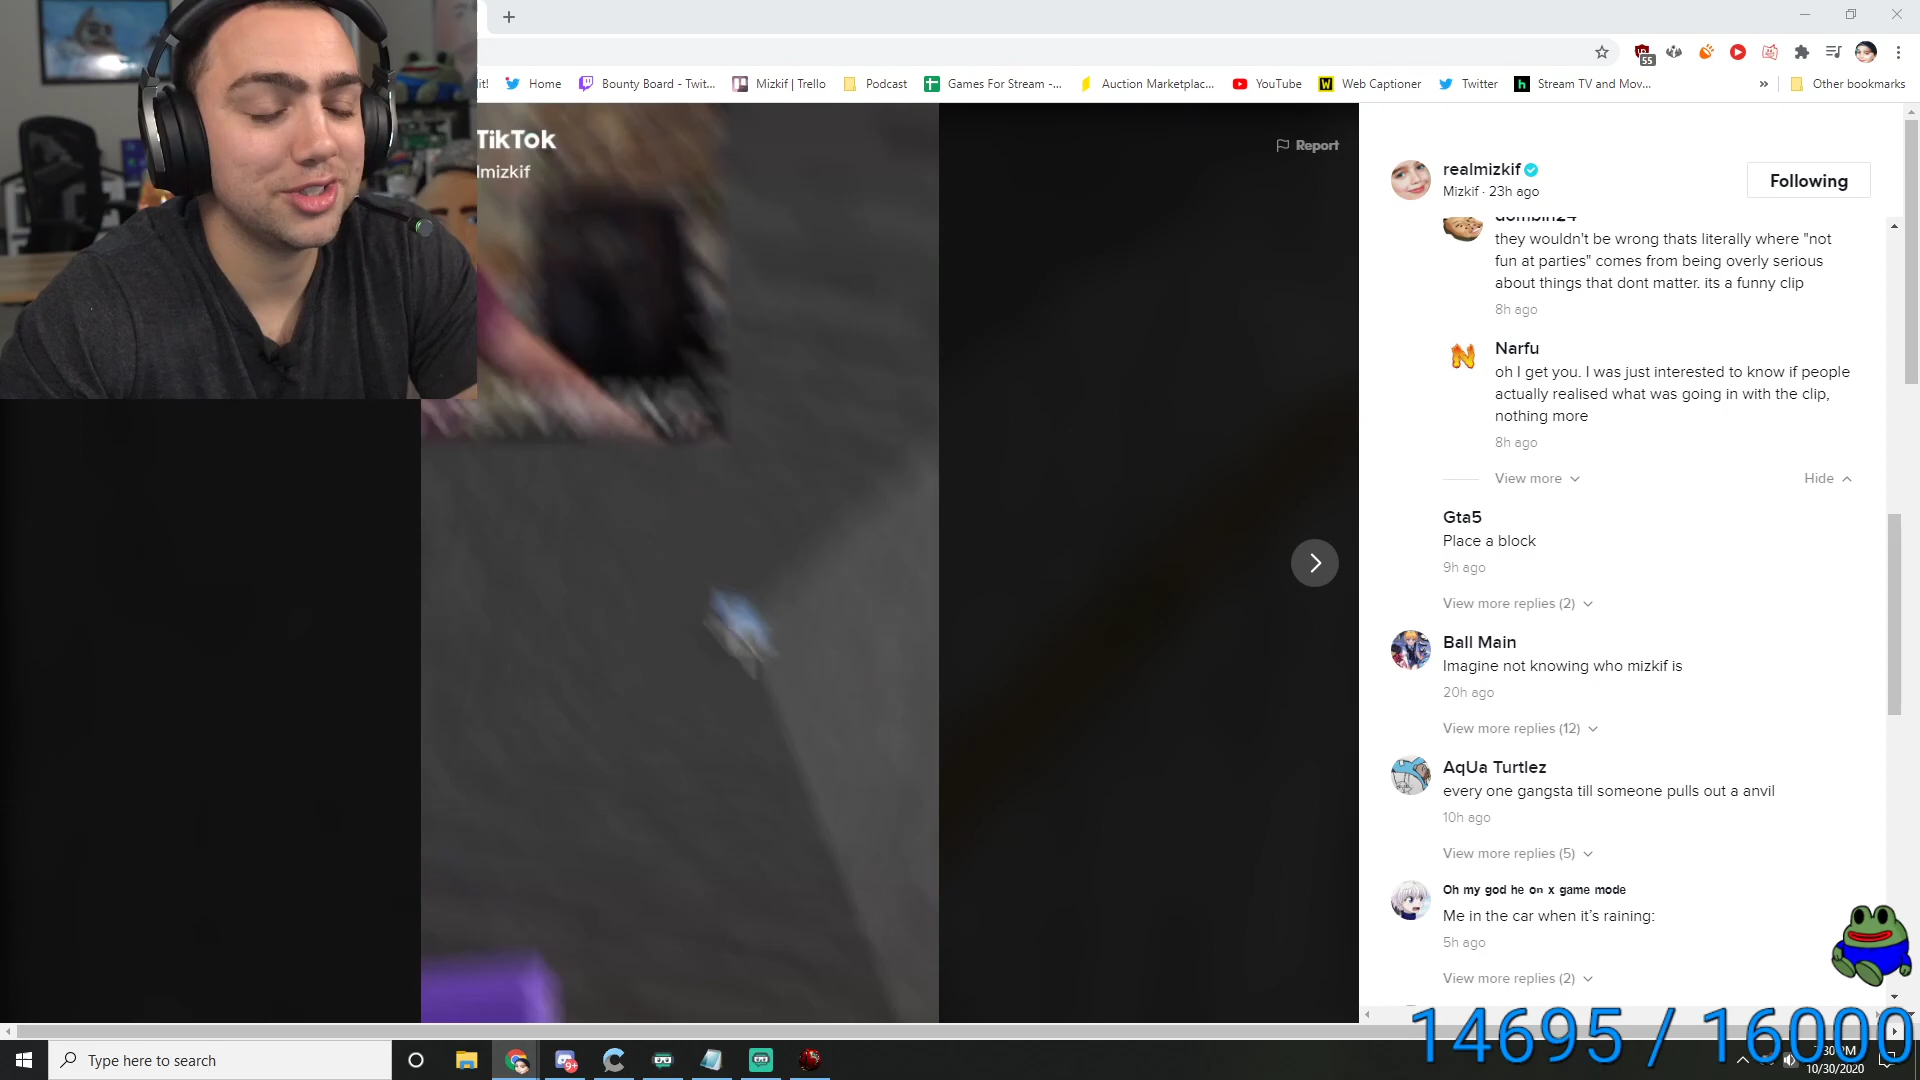 55
lit!
Home
Bounty Board - Twit...
Mizkif | Trello
Podcast
Games For Stream -...
Auction Marketplac...
YouTube
Web Captioner
Twitter
Stream TV and Mov...
»
Other bookmarks
TikTok
lmizkif
Report
realmizkif
Mizkif · 23h ago
Following
dombin24
they wouldn't be wrong thats literally where "not
fun at parties" comes from being overly serious
about things that dont matter. its a funny clip
8h ago
Narfu
oh I get you. I was just interested to know if people
actually realised what was going in with the clip,
nothing more
8h ago
View more
Hide
Gta5
Place a block
9h ago
View more replies (2)
Ball Main
Imagine not knowing who mizkif is
20h ago
View more replies (12)
AqUa Turtlez
every one gangsta till someone pulls out a anvil
10h ago
View more replies (5)
Oh my god he on x game mode
Me in the car when it's raining:
5h ago
View more replies (2)
14695 / 16000
Type here to search
9+
10/30/2020